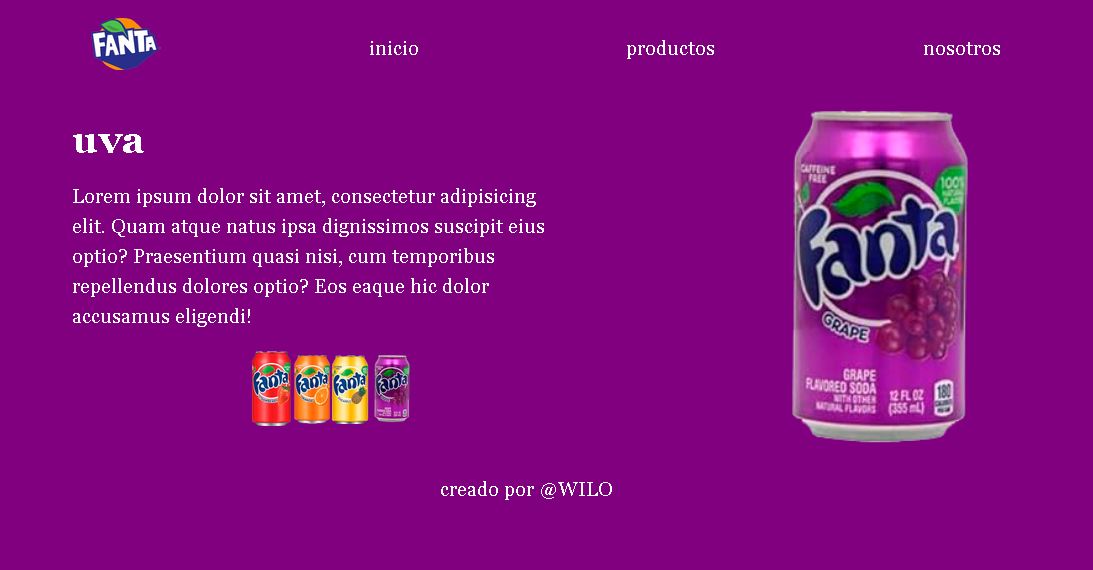 FANTA
inicio
productos
nosotros
uva
Lorem ipsum dolor sit amet, consectetur adipisicing
elit. Quam atque natus ipsa dignissimos suscipit eius
optio? Praesentium quasi nisi, cum temporibus
repellendus dolores optio? Eos eaque hic dolor
accusamus eligendi!
Fanta
Fanta
Fanta
Fanta
CAFFEINE
FREE
100%
NATURAL
Fanta
GRAPE
GRAPE
FLAVORED SODA
WITH OTHER
NATURAL FLAVORS
12 FL OZ
(355 mL)
180
creado por @WILO